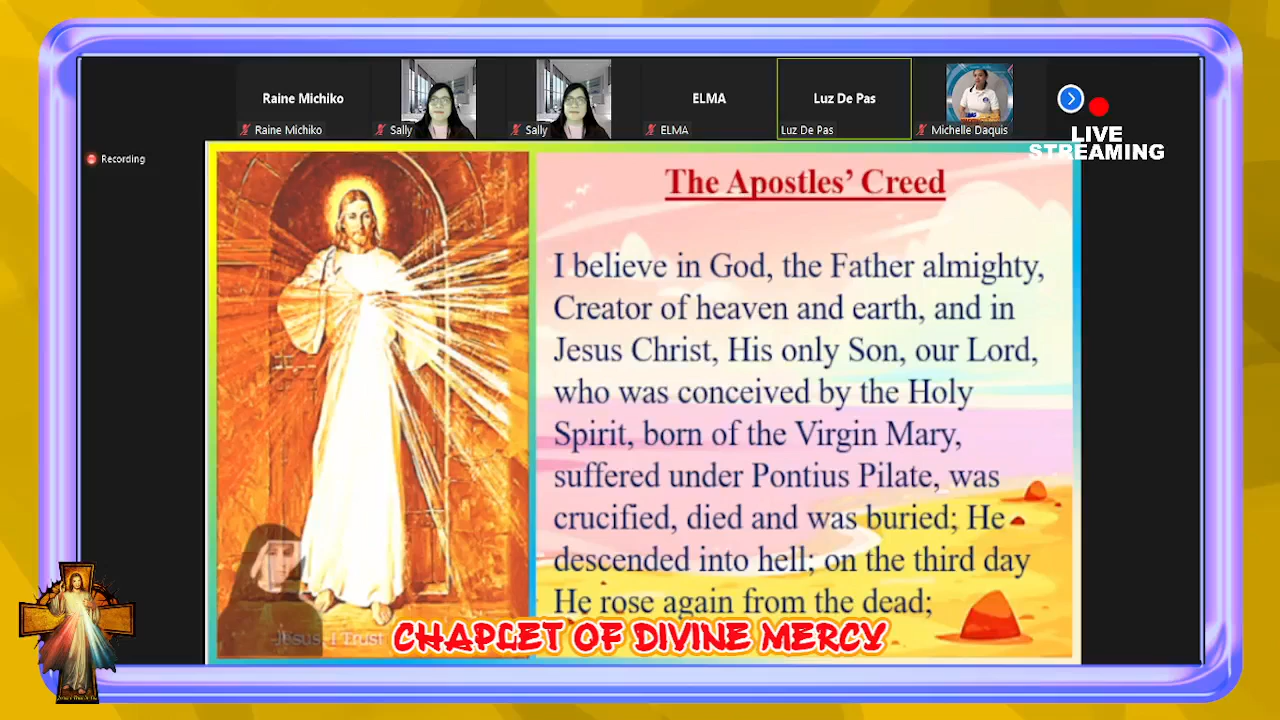 Raine Michiko
ELMA
Luz De Pas
Raine Michiko
Sally
Sally
ELMA
Luz De Pas
Michelle Daquis
LIVE
STREAMING
Recording
The Apostles’ Creed
I believe in God, the Father almighty,
Creator of heaven and earth, and in
Jesus Christ, His only Son, our Lord,
who was conceived by the Holy
Spirit, born of the Virgin Mary,
suffered under Pontius Pilate, was
crucified, died and was buried; He
descended into hell; on the third day
He rose again from the dead;
Jesus, I Trust
CHAPLET OF DIVINE MERCY